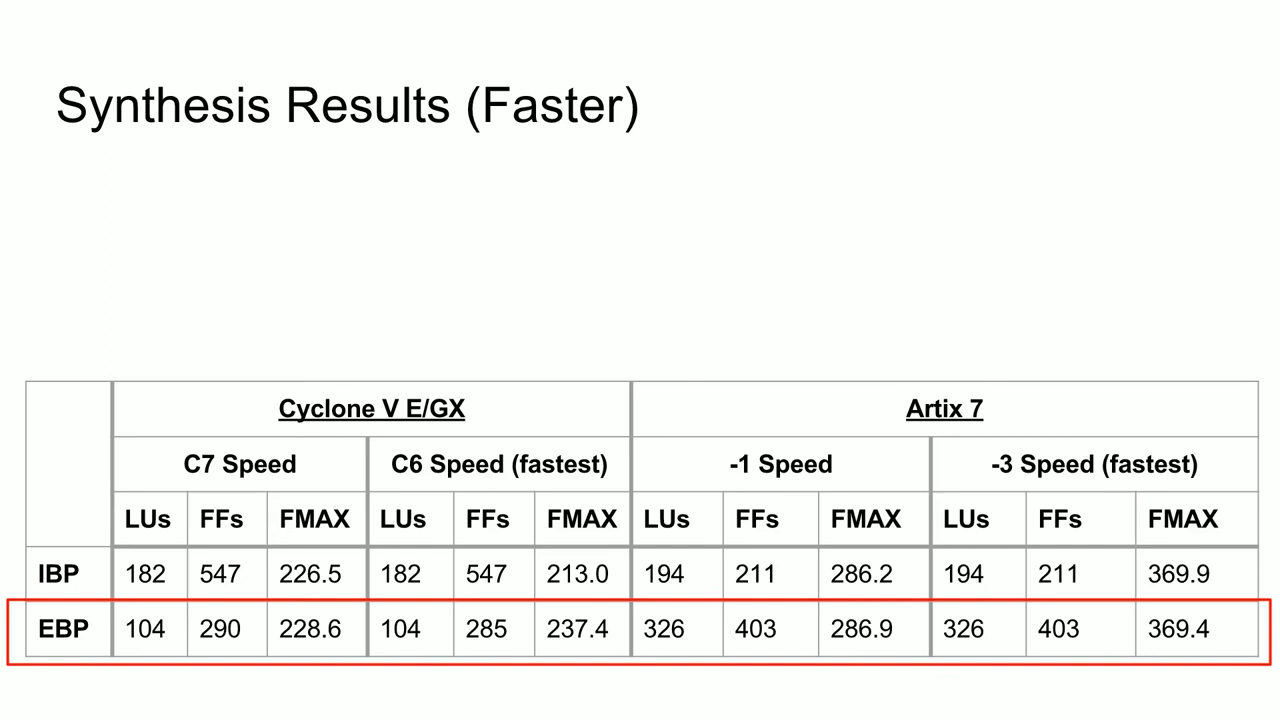 Synthesis Results (Faster)
Cyclone V E/GX Artix 7
C7 Speed C6 Speed (fastest) -1 Speed -3 Speed (fastest)
LUs FFs FMAX LUs FFs FMAX LUs FFs FMAX LUs FFs FMAX
IBP 182 547 226.5 182 547 213.0 194 211 286.2 194 211 369.9
EBP 104 290 228.6 104 285 237.4 326 403 286.9 326 403 369.4